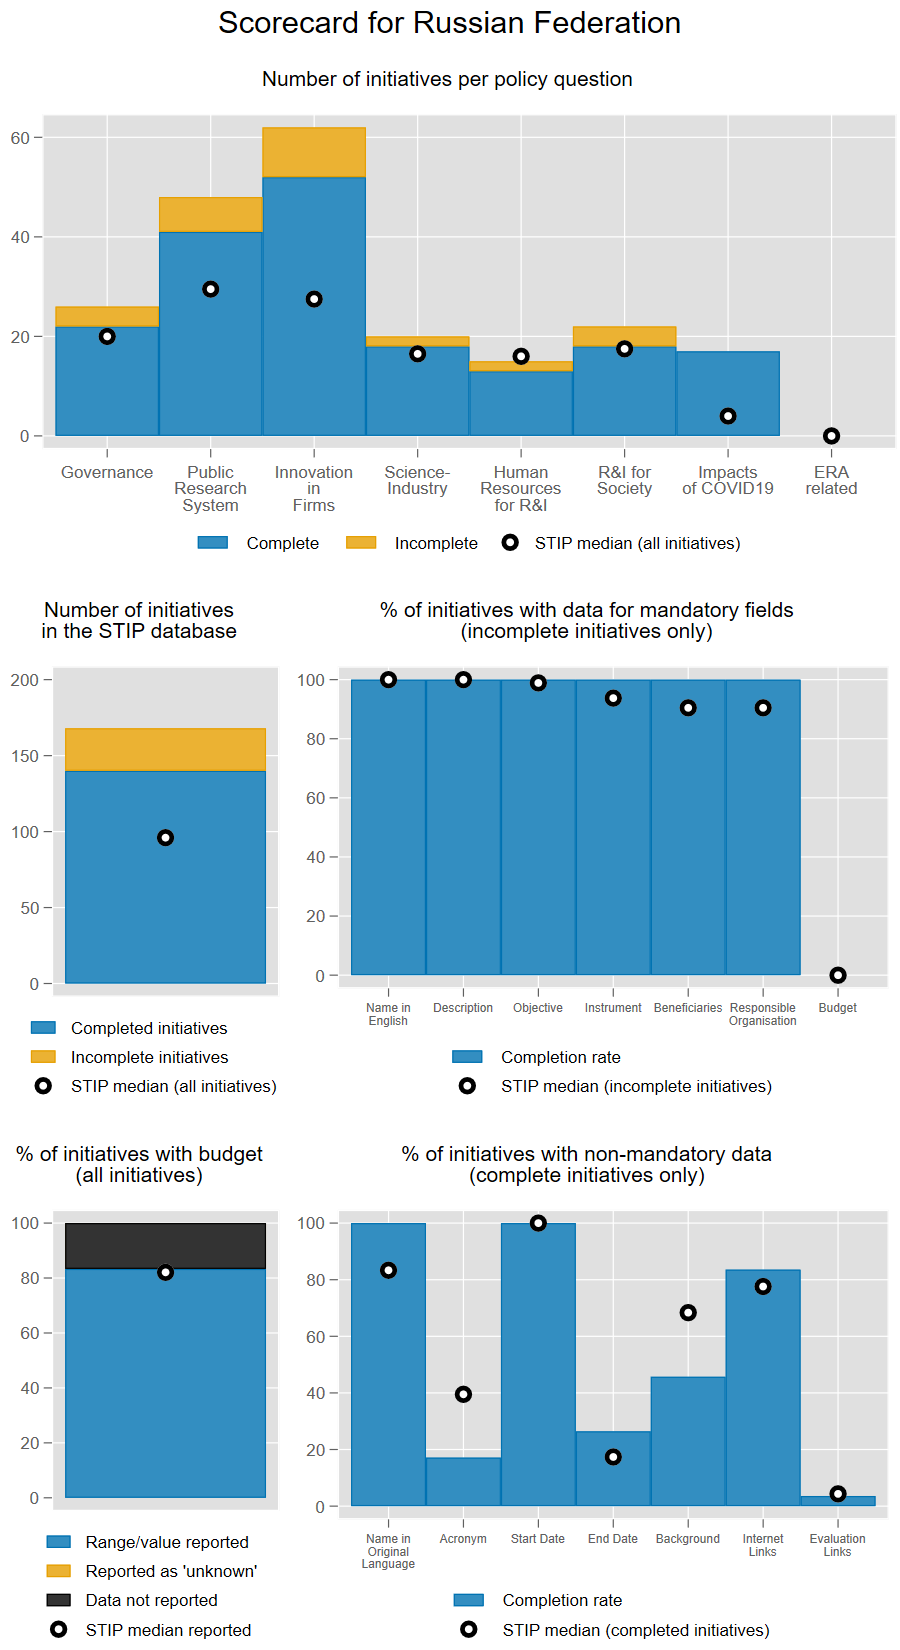 Scorecard for Russian Federation
Number of initiatives per policy question
60
40
20
0
Governance
Public
Research
System
Innovation
in
Firms
Science-
Industry
Human
Resources
for R&I
R&I for
Society
Impacts
of COVID19
ERA
related
Complete
Incomplete
STIP median (all initiatives)
Number of initiatives
in the STIP database
200
150
100
50
0
Completed initiatives
Incomplete initiatives
STIP median (all initiatives)
% of initiatives with data for mandatory fields
(incomplete initiatives only)
100
80
60
40
20
0
Name in
English
Description
Objective
Instrument
Beneficiaries
Responsible
Organisation
Budget
Completion rate
STIP median (incomplete initiatives)
% of initiatives with budget
(all initiatives)
100
80
60
40
20
0
Range/value reported
Reported as 'unknown'
Data not reported
STIP median reported
% of initiatives with non-mandatory data
(complete initiatives only)
100
80
60
40
20
0
Name in
Original
Language
Acronym
Start Date
End Date
Background
Internet
Links
Evaluation
Links
Completion rate
STIP median (completed initiatives)